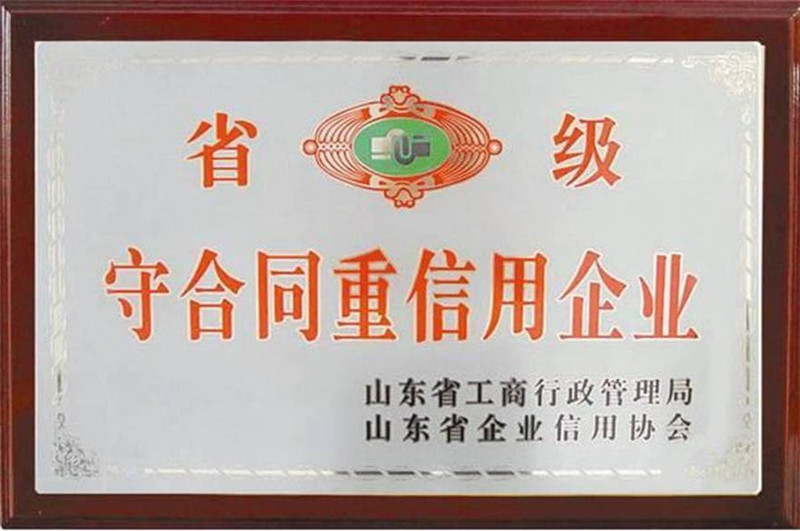 省 级
守合同重信用企业
山东省工商行政管理局
山东省企业信用协会